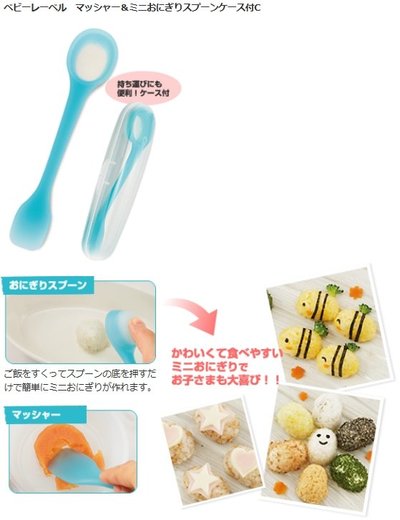 ベビーレーベル　マッシャー＆ミニおにぎりスプーンケース付C
持ち運びにも
便利！ケース付
おにぎりスプーン
ご飯をすくってスプーンの底を押すだ
けで簡単にミニおにぎりが作れます。
かわいくて食べやすい
ミニおにぎりで
お子さまも大喜び！！
マッシャー